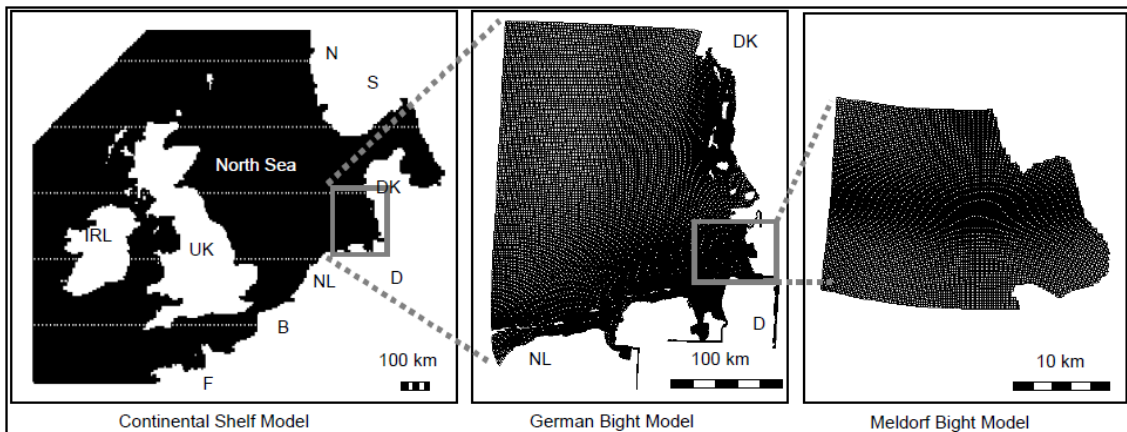 N
S
North Sea
DK
IRL
UK
NL
D
B
100 km
F
Continental Shelf Model
DK
D
NL
100 km
German Bight Model
10 km
Meldorf Bight Model